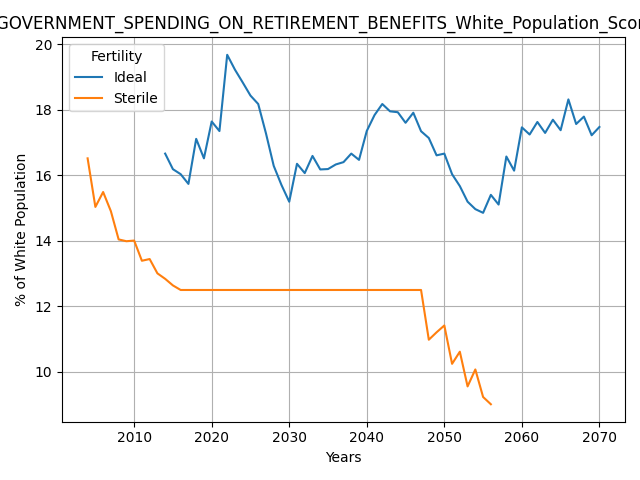 GOVERNMENT_SPENDING_ON_RETIREMENT_BENEFITS_White_Population_Scor
Fertility
Ideal
Sterile
20
18
16
14
12
10
% of White Population
2010 2020 2030 2040 2050 2060 2070
Years